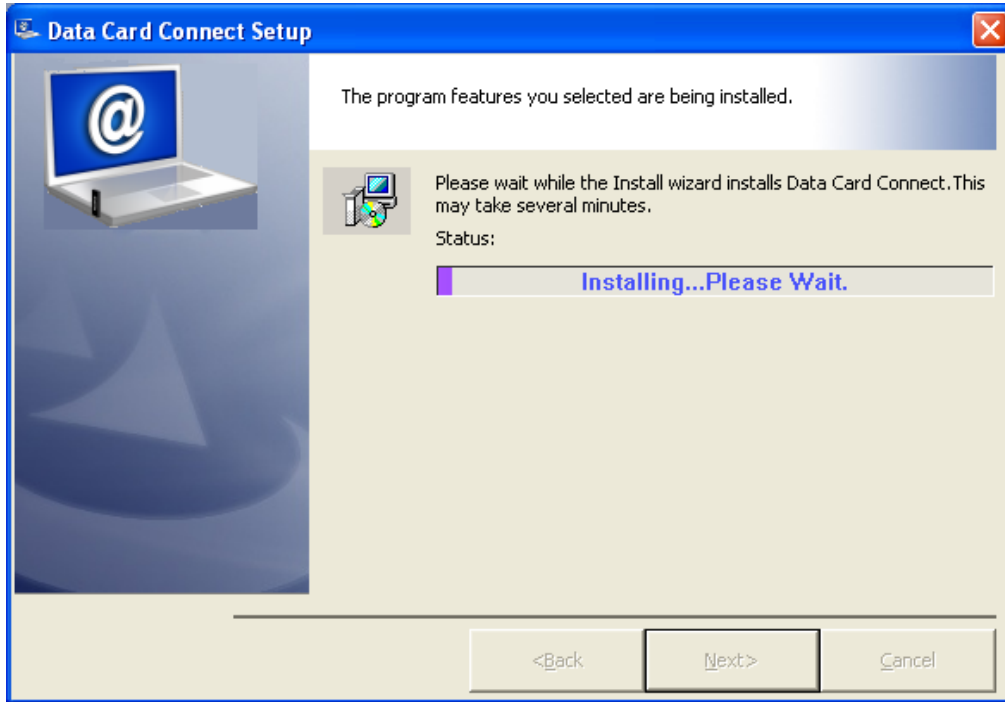 Data Card Connect Setup
@
The program features you selected are being installed.
Please wait while the Install wizard installs Data Card Connect.This
may take several minutes.
Status:
Installing...Please Wait.
<Back
Next>
Cancel